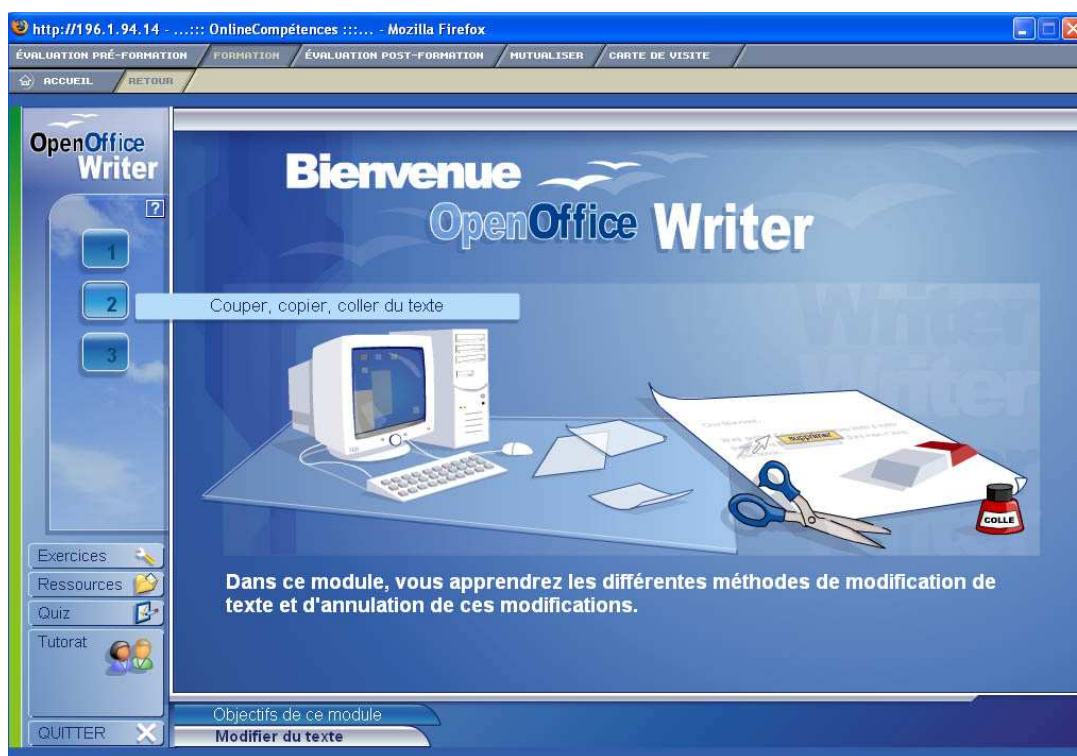 http://196.1.94.14 - ...::: OnlineCompétences :::... - Mozilla Firefox
ÉVALUATION PRÉ-FORMATION FORMATION ÉVALUATION POST-FORMATION MUTUALISER CARTE DE VISITE
ACCUEIL RETOUR
OpenOffice
Writer
?
1
2
3
Bienvenue
OpenOffice Writer
Couper, copier, coller du texte
Writer
Writer
supprimer
COLLE
Dans ce module, vous apprendrez les différentes méthodes de modification de
texte et d'annulation de ces modifications.
Exercices
Ressources
Quiz
Tutorat
QUITTER
Objectifs de ce module
Modifier du texte